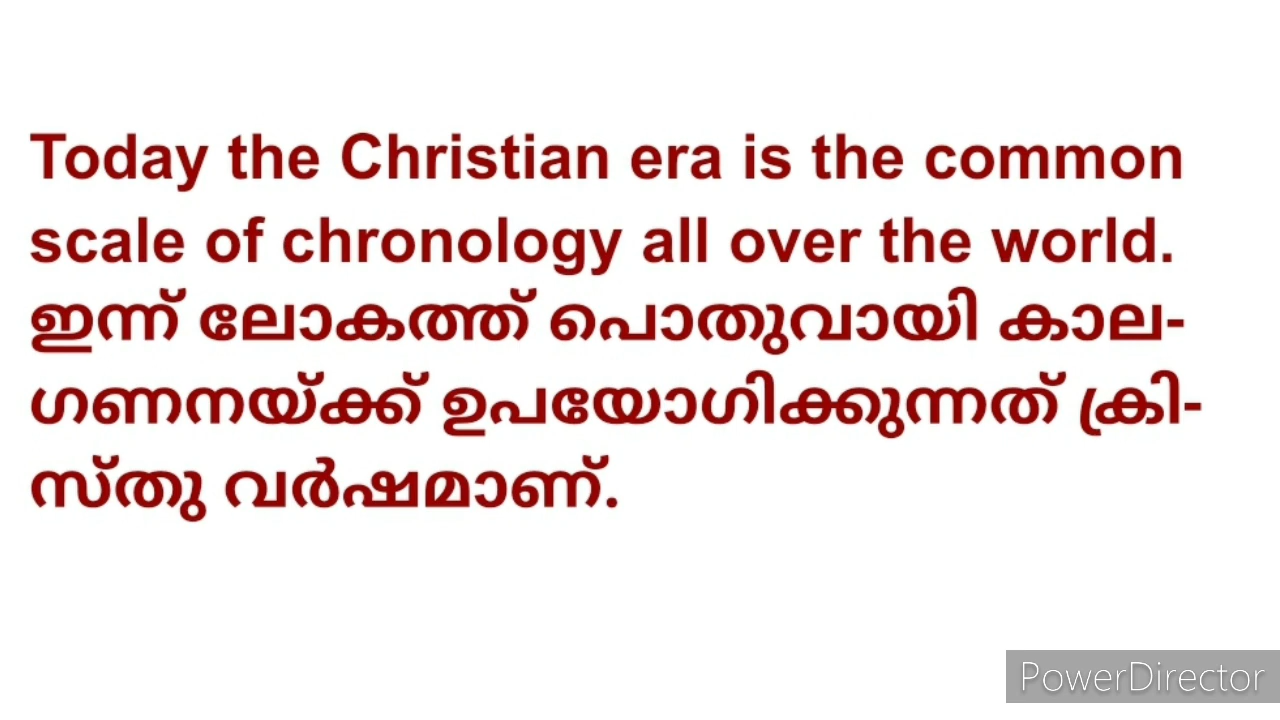 Today the Christian era is the common
scale of chronology all over the world.
ഇന്ന് ലോകത്ത് പൊതുവായി കാല-
ഗണനയ്ക്ക് ഉപയോഗിക്കുന്നത് ക്രി-
സ്തു വർഷമാണ്.
PowerDirector